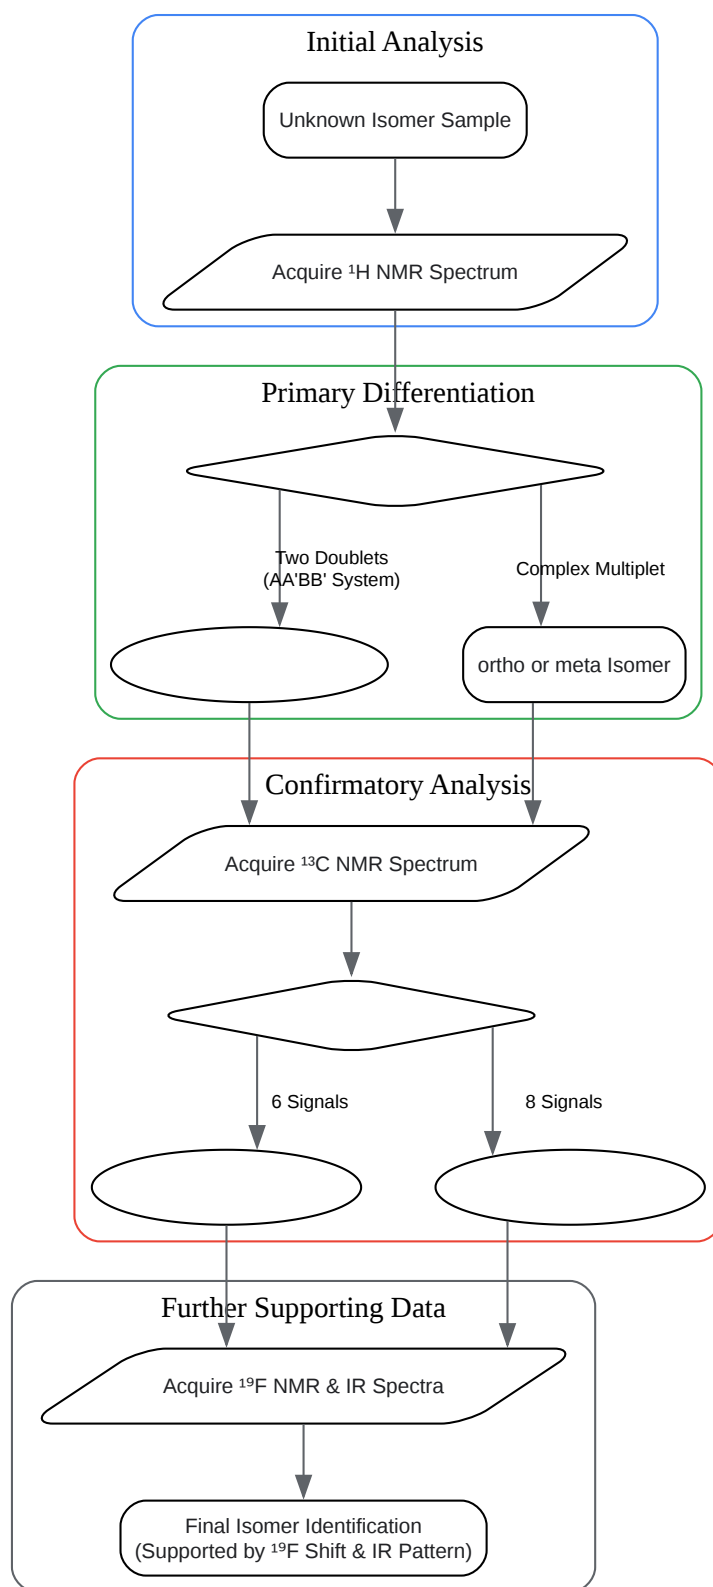 Initial Analysis
Unknown Isomer Sample
Acquire ¹H NMR Spectrum
Primary Differentiation
Two Doublets
(AA'BB' System)
Complex Multiplet
ortho or meta Isomer
Confirmatory Analysis
Acquire ¹³C NMR Spectrum
6 Signals
8 Signals
Further Supporting Data
Acquire ¹⁹F NMR & IR Spectra
Final Isomer Identification
(Supported by ¹⁹F Shift & IR Pattern)